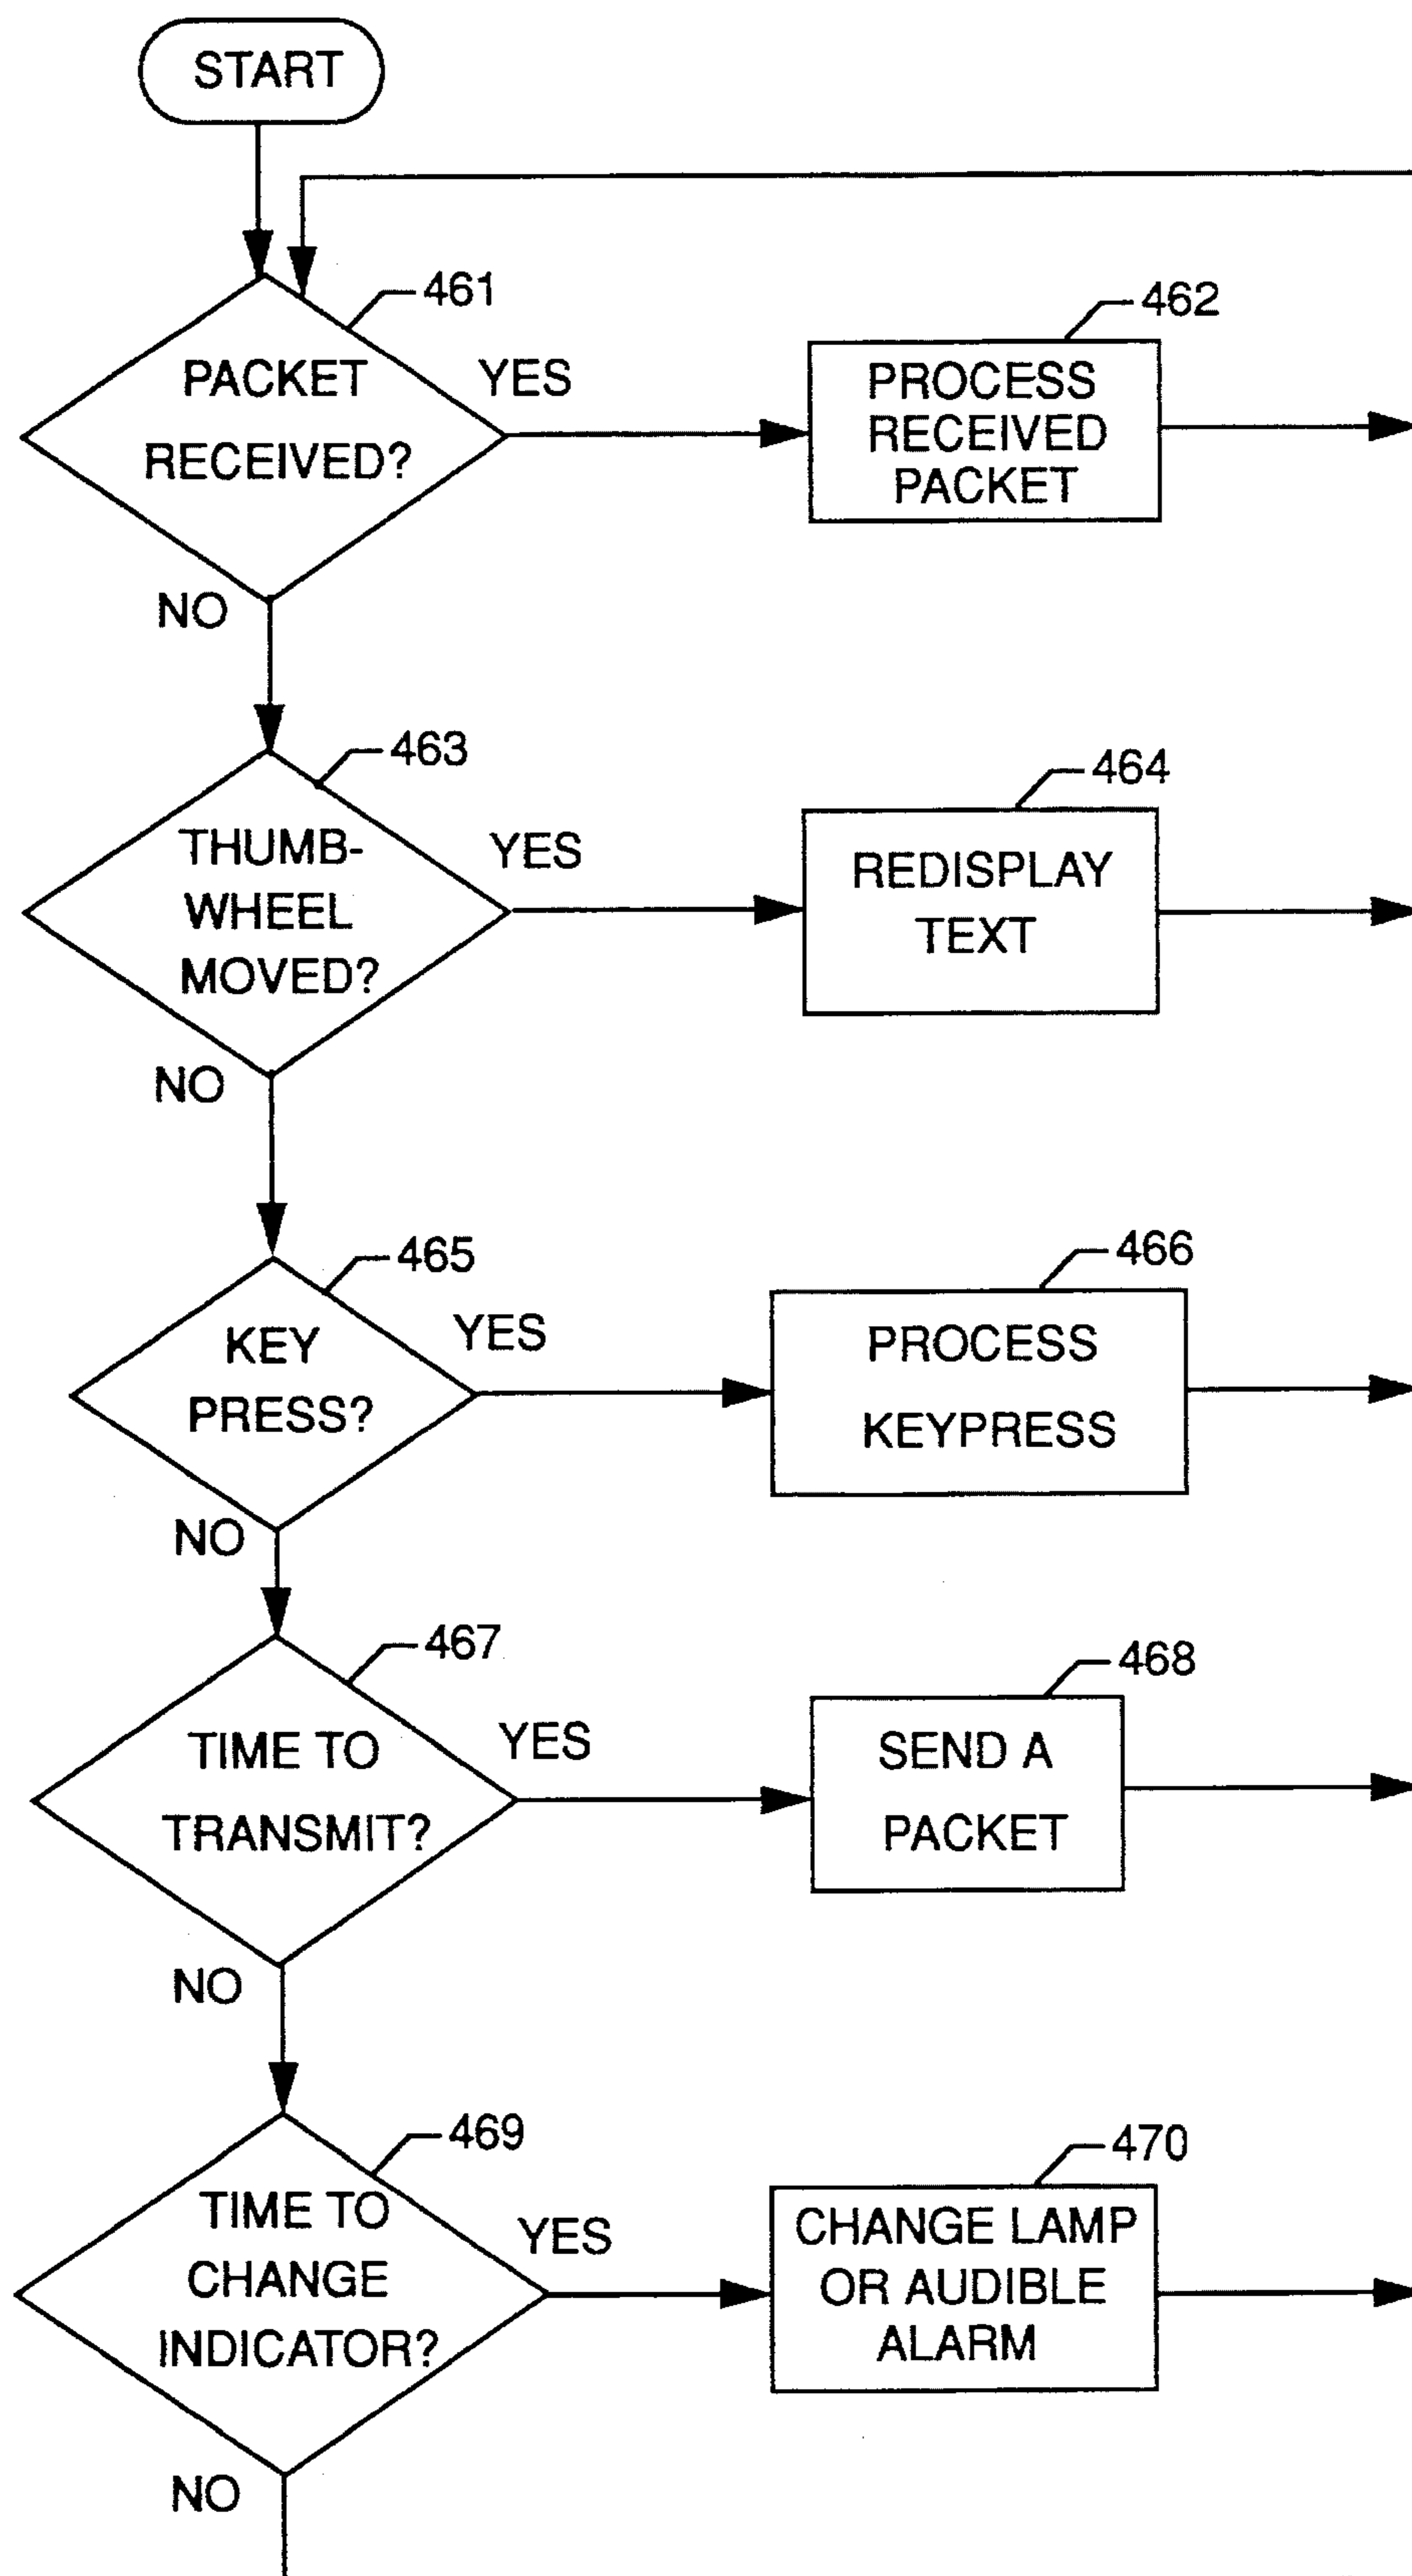 START
461
PACKET
RECEIVED?
YES
462
PROCESS
RECEIVED
PACKET
NO
463
THUMB-
WHEEL
MOVED?
YES
464
REDISPLAY
TEXT
NO
465
KEY
PRESS?
YES
466
PROCESS
KEYPRESS
NO
467
TIME TO
TRANSMIT?
YES
468
SEND A
PACKET
NO
469
TIME TO
CHANGE
INDICATOR?
YES
470
CHANGE LAMP
OR AUDIBLE
ALARM
NO